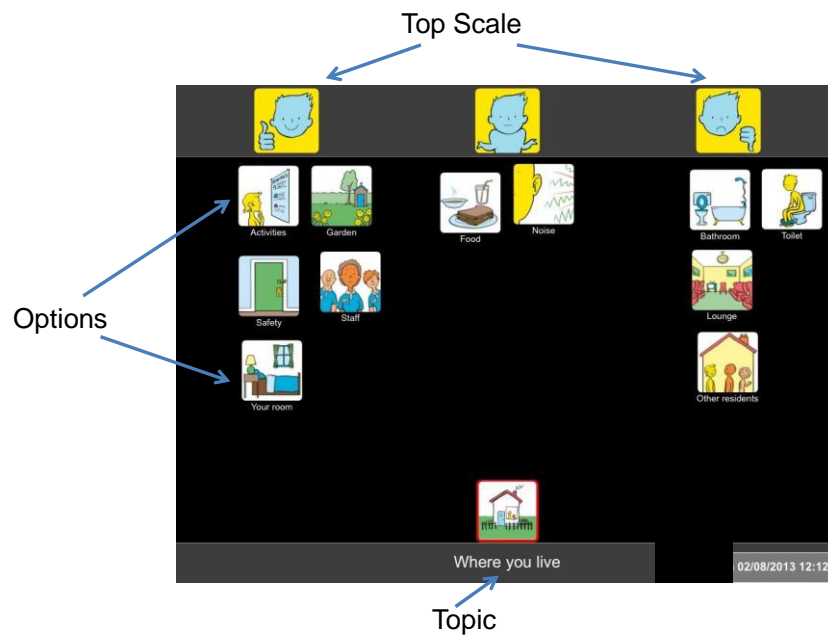 Top Scale
Activities
Garden
Food
Noise
Bathroom
Toilet
Options
Safety
Staff
Lounge
Your room
Other residents
Where you live
02/08/2013 12:12
Topic